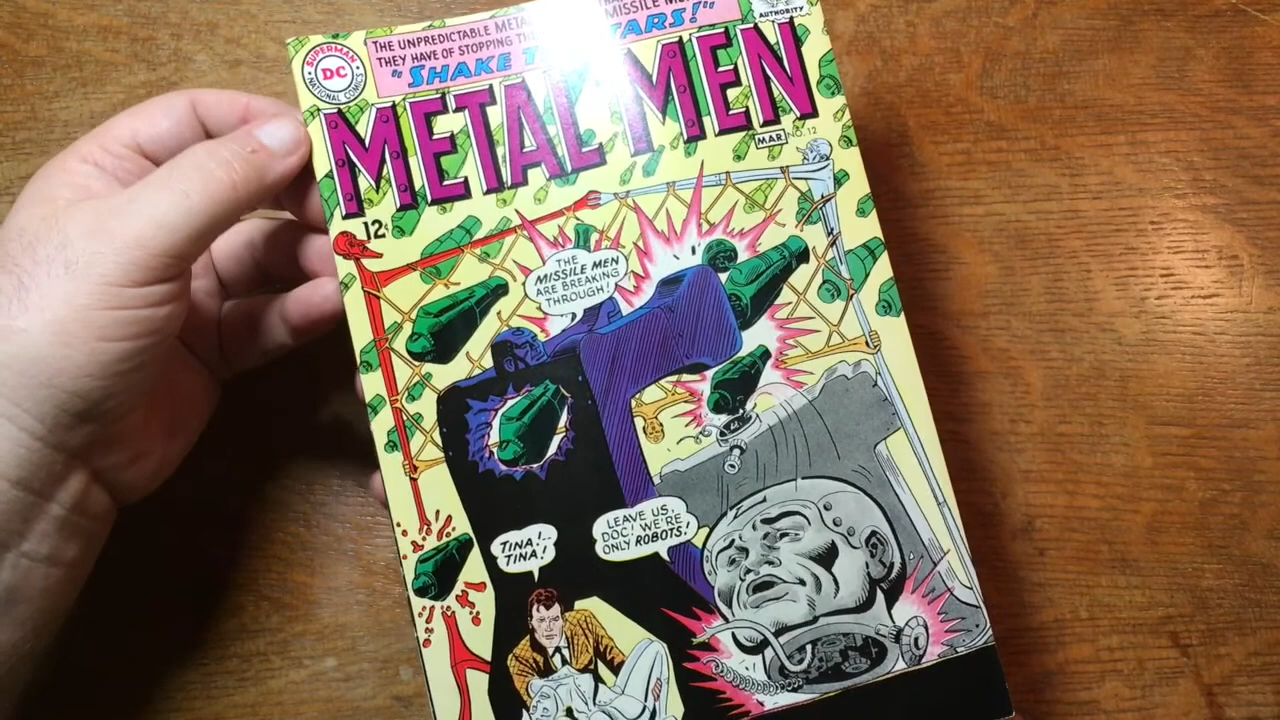 THE UNPREDICTABLE META
MISSILE M
THEY HAVE OF STOPPING TH
"SHAKE T
TARS!"
AUTHORITY
SUPERMAN
DC
NATIONAL COMICS
METAL MEN
MAR.
NO. 12
12¢
THE
MISSILE MEN
ARE BREAKING
THROUGH!
LEAVE US,
DOC! WE'RE
ONLY ROBOTS!
TINA!--
TINA!